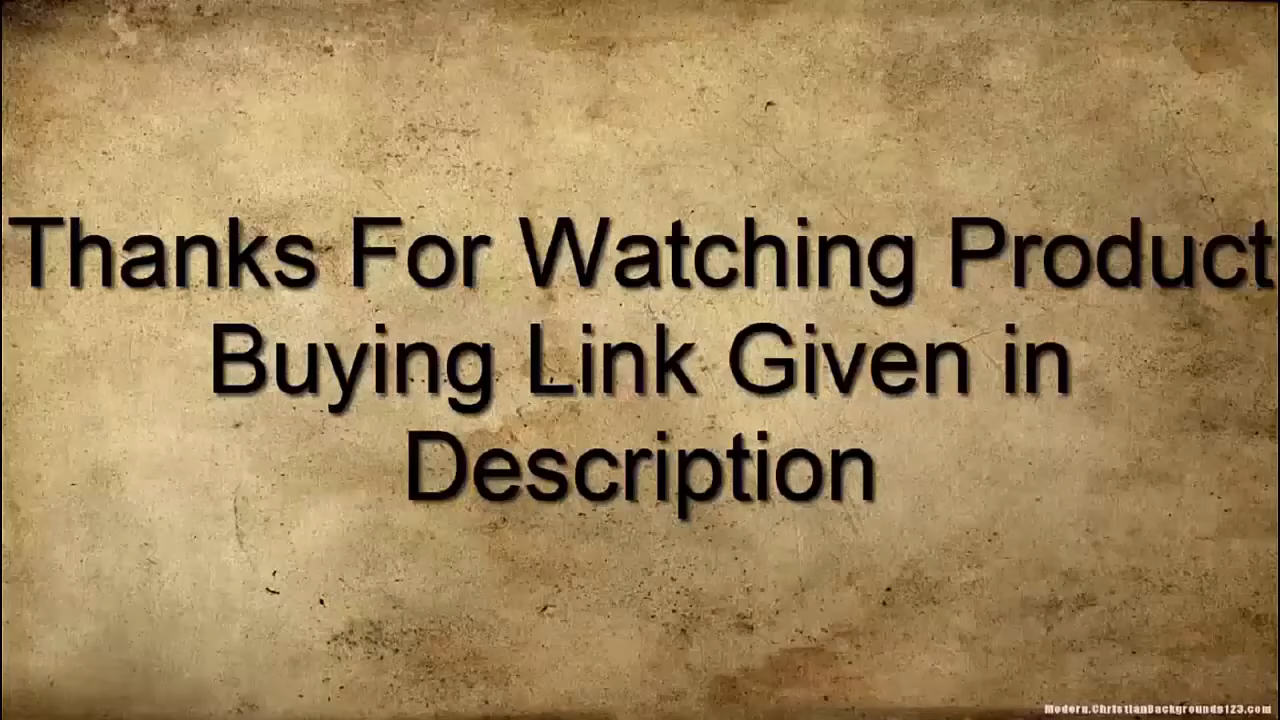 Thanks For Watching Product
Buying Link Given in
Description
Modern.ChristianBackgrounds123.com